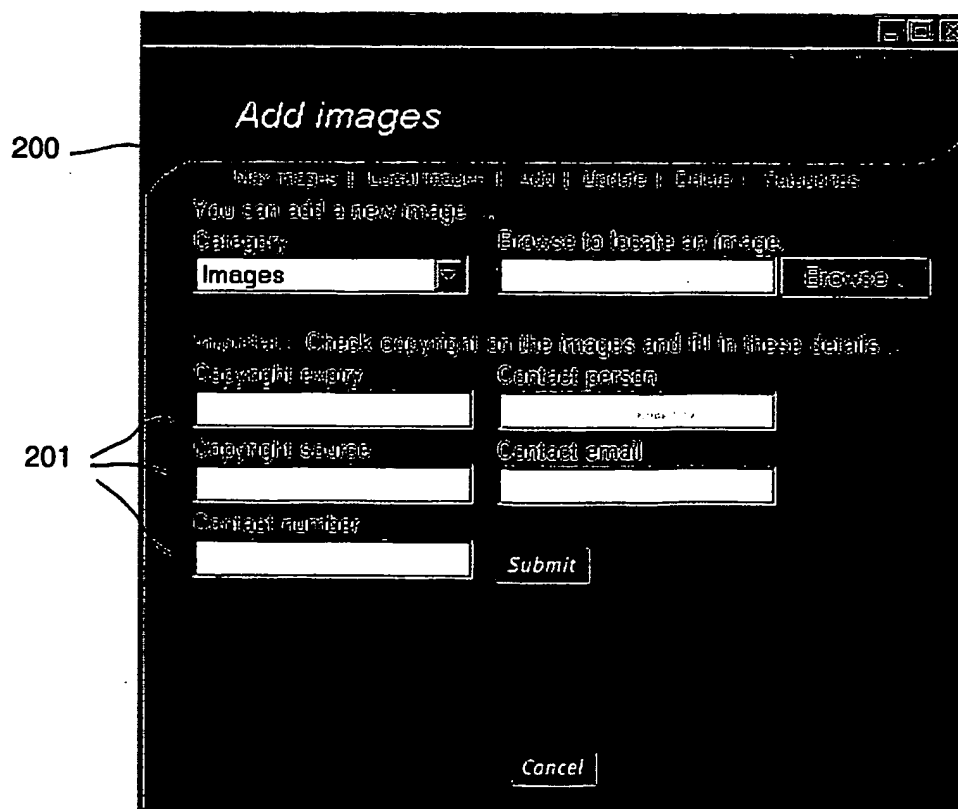 Add images
200
Images | Local images | Add | Update | Delete | Categories
You can add a new image ...
Category Browse to locate an image.
Images Browse...
Important: Check copyright on the images and fill in these details ...
Copyright expiry Contact person
201
Copyright source Contact email
Contact number
Submit
Cancel